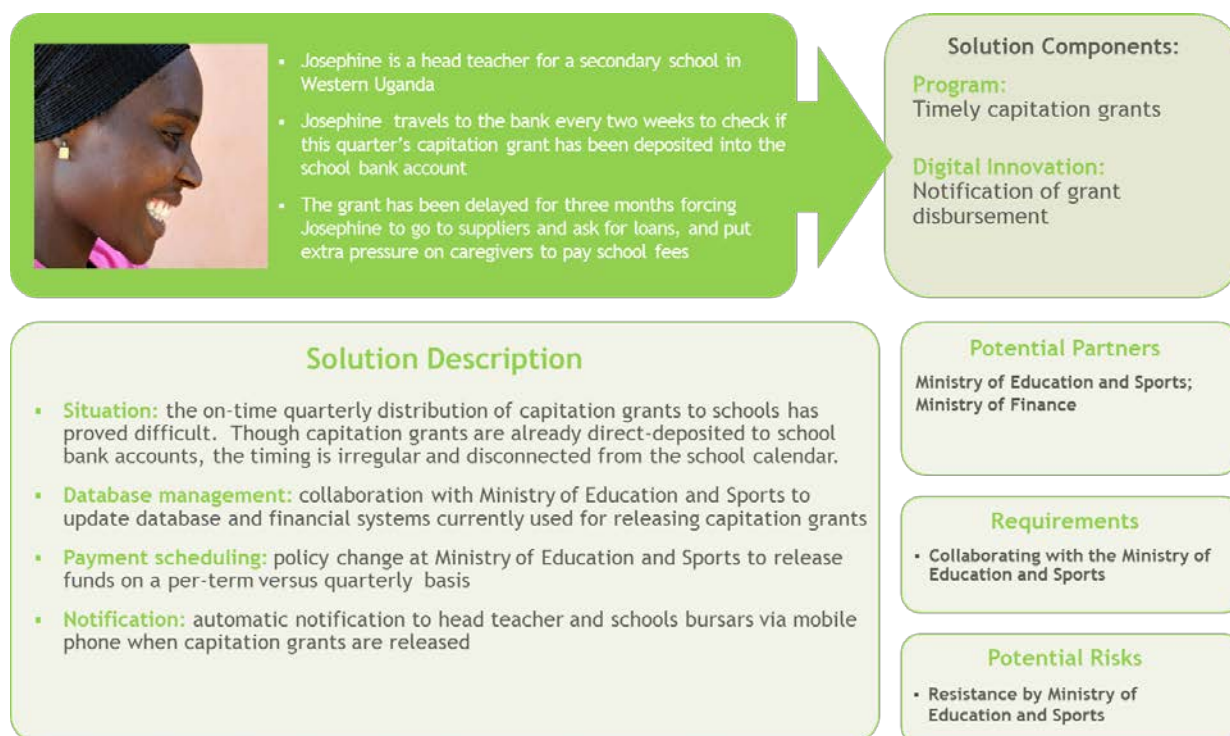 ▪ Josephine is a head teacher for a secondary school in
Western Uganda
▪ Josephine travels to the bank every two weeks to check if
this quarter's capitation grant has been deposited into the
school bank account
▪ The grant has been delayed for three months forcing
Josephine to go to suppliers and ask for loans, and put
extra pressure on caregivers to pay school fees
Solution Components:
Program:
Timely capitation grants
Digital Innovation:
Notification of grant
disbursement
Solution Description
▪ Situation: the on-time quarterly distribution of capitation grants to schools has
proved difficult. Though capitation grants are already direct-deposited to school
bank accounts, the timing is irregular and disconnected from the school calendar.
▪ Database management: collaboration with Ministry of Education and Sports to
update database and financial systems currently used for releasing capitation grants
▪ Payment scheduling: policy change at Ministry of Education and Sports to release
funds on a per-term versus quarterly basis
▪ Notification: automatic notification to head teacher and schools bursars via mobile
phone when capitation grants are released
Potential Partners
Ministry of Education and Sports;
Ministry of Finance
Requirements
▪ Collaborating with the Ministry of
Education and Sports
Potential Risks
▪ Resistance by Ministry of
Education and Sports